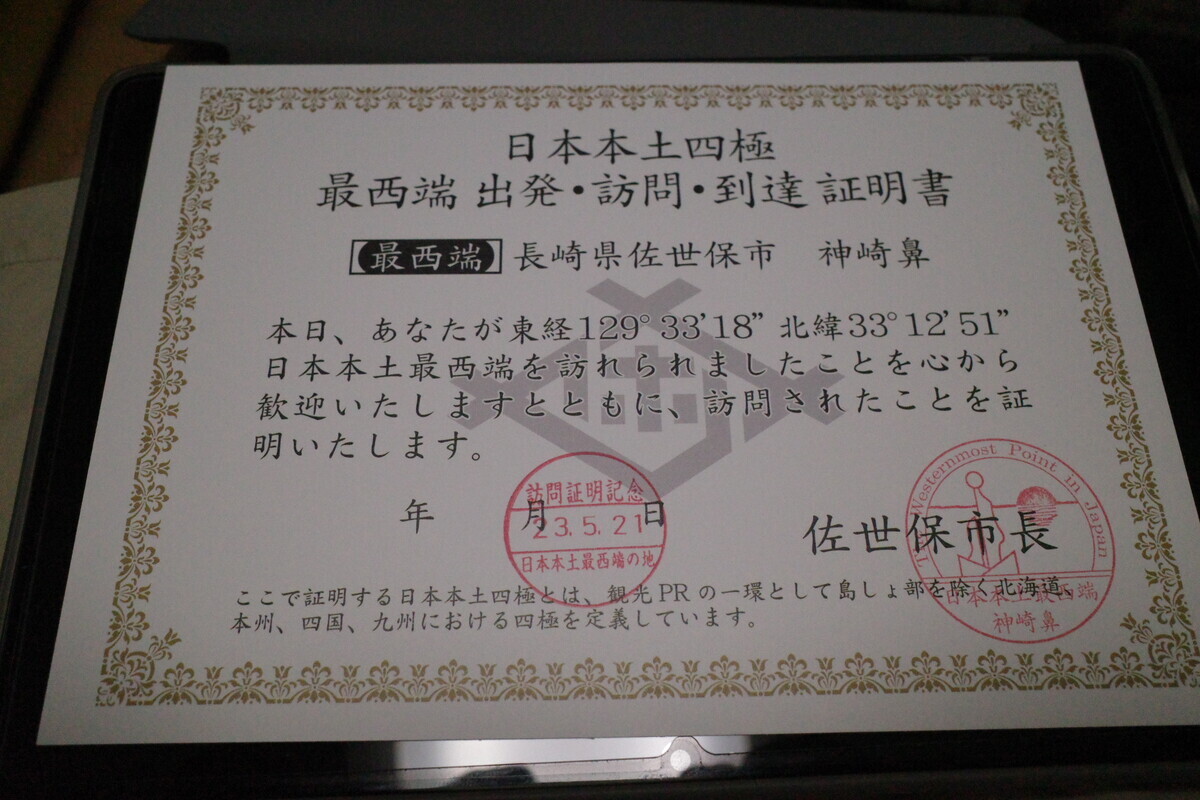 日本本土四極
最西端 出発・訪問・到達 証明書
最西端 長崎県佐世保市 神崎鼻
本日、あなたが東経129°33'18” 北緯33°12'51”
日本本土最西端を訪れられましたことを心から
歓迎いたしますとともに、訪問されたことを証
明いたします。
年 月 日
訪問証明記念
23.5.21
日本本土最西端の地
佐世保市長
The Westernmost Point in Japan
日本本土最西端
神崎鼻
ここで証明する日本本土四極とは、観光PRの一環として島しょ部を除く北海道、
本州、四国、九州における四極を定義しています。